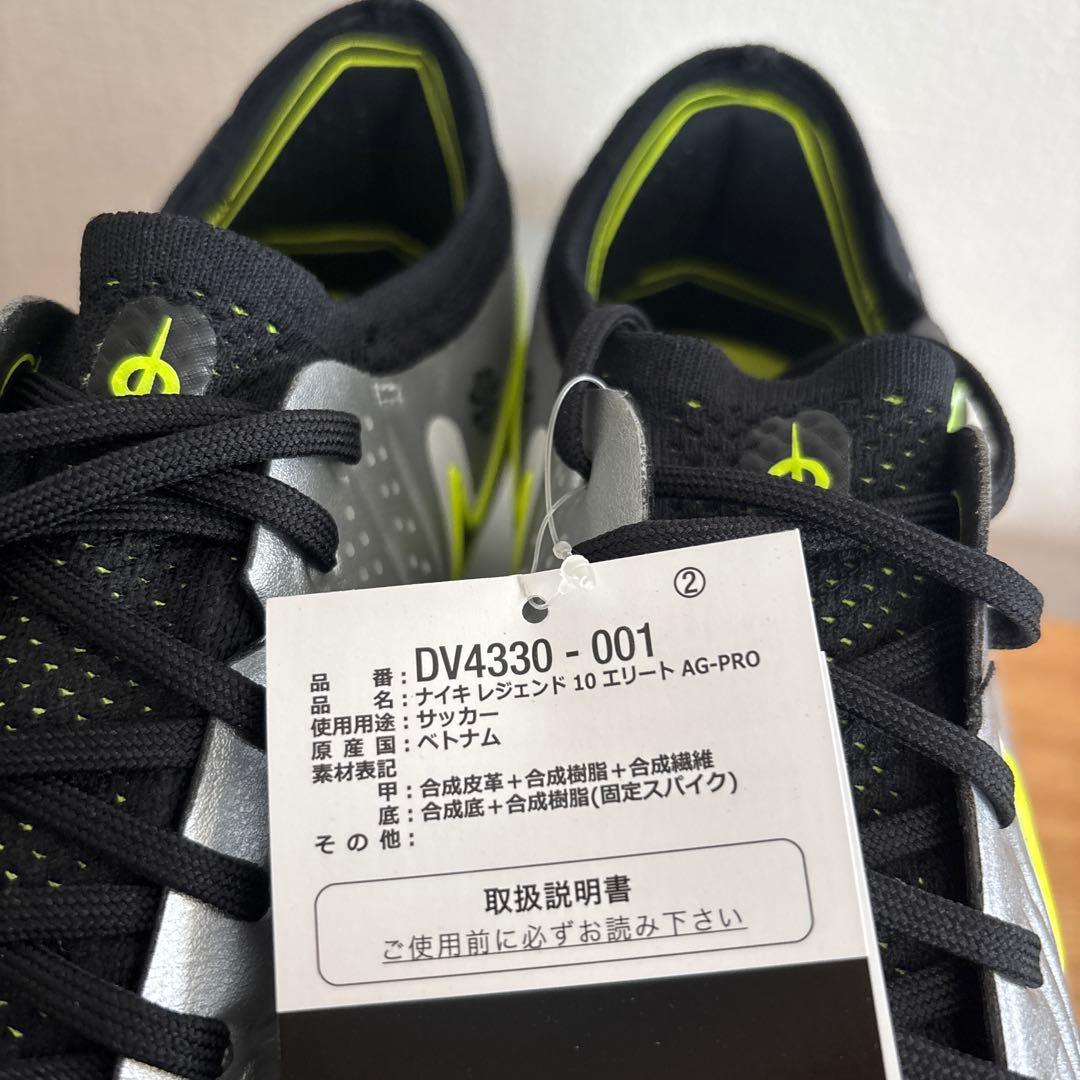 ②
品 番：DV4330 - 001
品 名：ナイキ レジェンド 10 エリート AG-PRO
使用用途：サッカー
原 産 国：ベトナム
素材表記
甲：合成皮革＋合成樹脂＋合成繊維
底：合成底＋合成樹脂(固定スパイク)
そ の 他：
取扱説明書
ご使用前に必ずお読み下さい